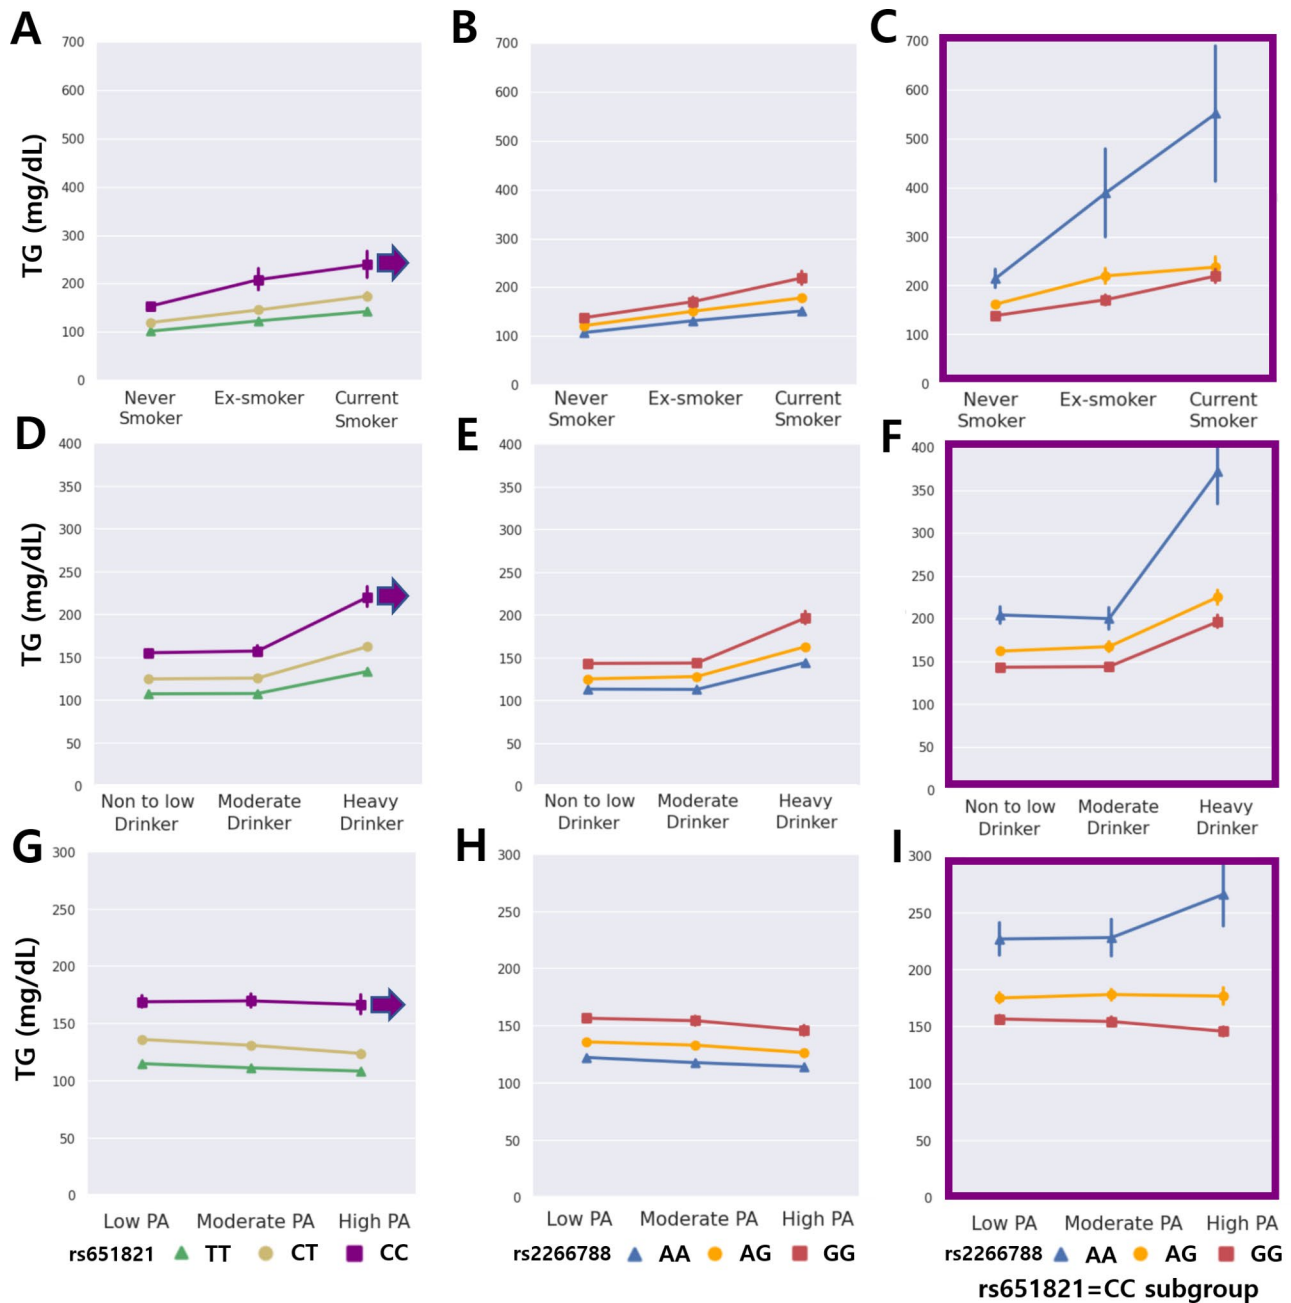 A
700
600
500
400
300
200
100
0
TG (mg/dL)
Never
Smoker
Ex-smoker
Current
Smoker
B
700
600
500
400
300
200
100
0
Never
Smoker
Ex-smoker
Current
Smoker
C
700
600
500
400
300
200
100
0
Never
Smoker
Ex-smoker
Current
Smoker
D
400
350
300
250
200
150
100
50
0
TG (mg/dL)
Non to low
Drinker
Moderate
Drinker
Heavy
Drinker
E
400
350
300
250
200
150
100
50
0
Non to low
Drinker
Moderate
Drinker
Heavy
Drinker
F
400
350
300
250
200
150
100
50
0
Non to low
Drinker
Moderate
Drinker
Heavy
Drinker
G
300
250
200
150
100
50
0
TG (mg/dL)
Low PA
Moderate PA
High PA
rs651821 TT CT CC
H
300
250
200
150
100
50
0
Low PA
Moderate PA
High PA
rs2266788 AA AG GG
I
300
250
200
150
100
50
0
Low PA
Moderate PA
High PA
rs2266788 AA AG GG
rs651821=CC subgroup